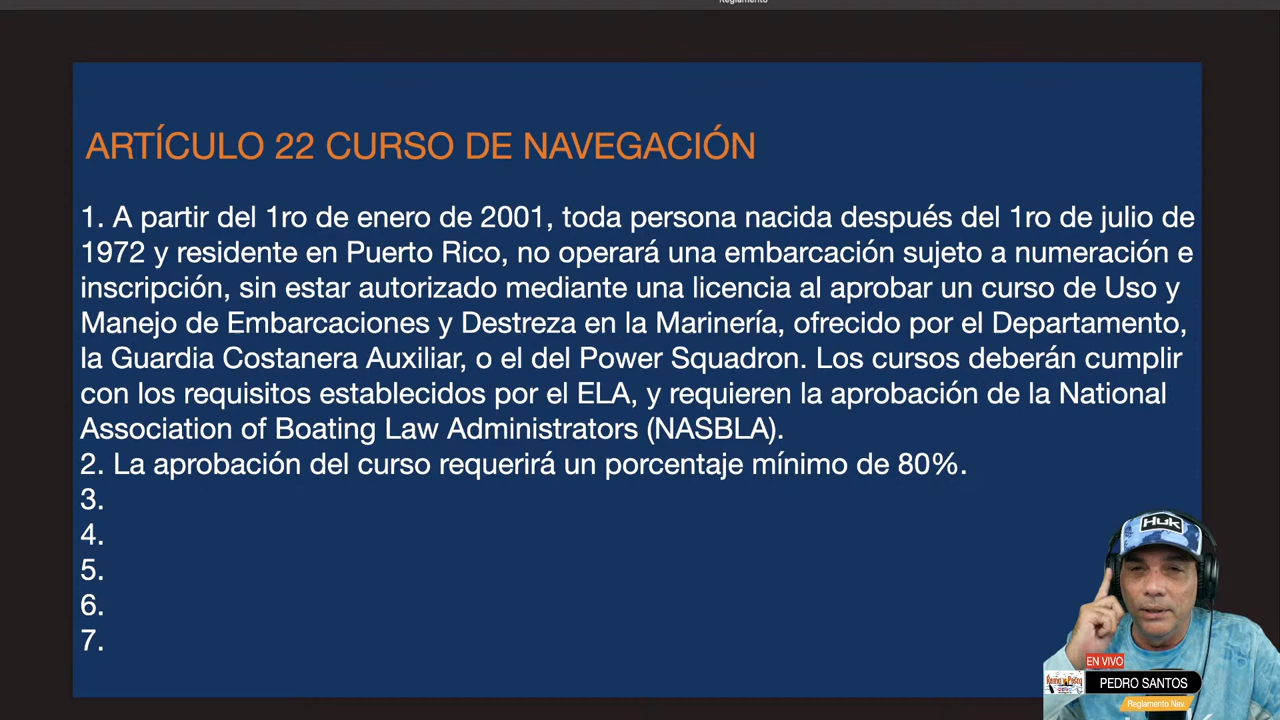 Reglamento
ARTÍCULO 22 CURSO DE NAVEGACIÓN
1. A partir del 1ro de enero de 2001, toda persona nacida después del 1ro de julio de
1972 y residente en Puerto Rico, no operará una embarcación sujeto a numeración e
inscripción, sin estar autorizado mediante una licencia al aprobar un curso de Uso y
Manejo de Embarcaciones y Destreza en la Marinería, ofrecido por el Departamento,
la Guardia Costanera Auxiliar, o el del Power Squadron. Los cursos deberán cumplir
con los requisitos establecidos por el ELA, y requieren la aprobación de la National
Association of Boating Law Administrators (NASBLA).
2. La aprobación del curso requerirá un porcentaje mínimo de 80%.
3.
4.
5.
6.
7.
HUK
EN VIVO
PEDRO SANTOS
Reglamento Nav.